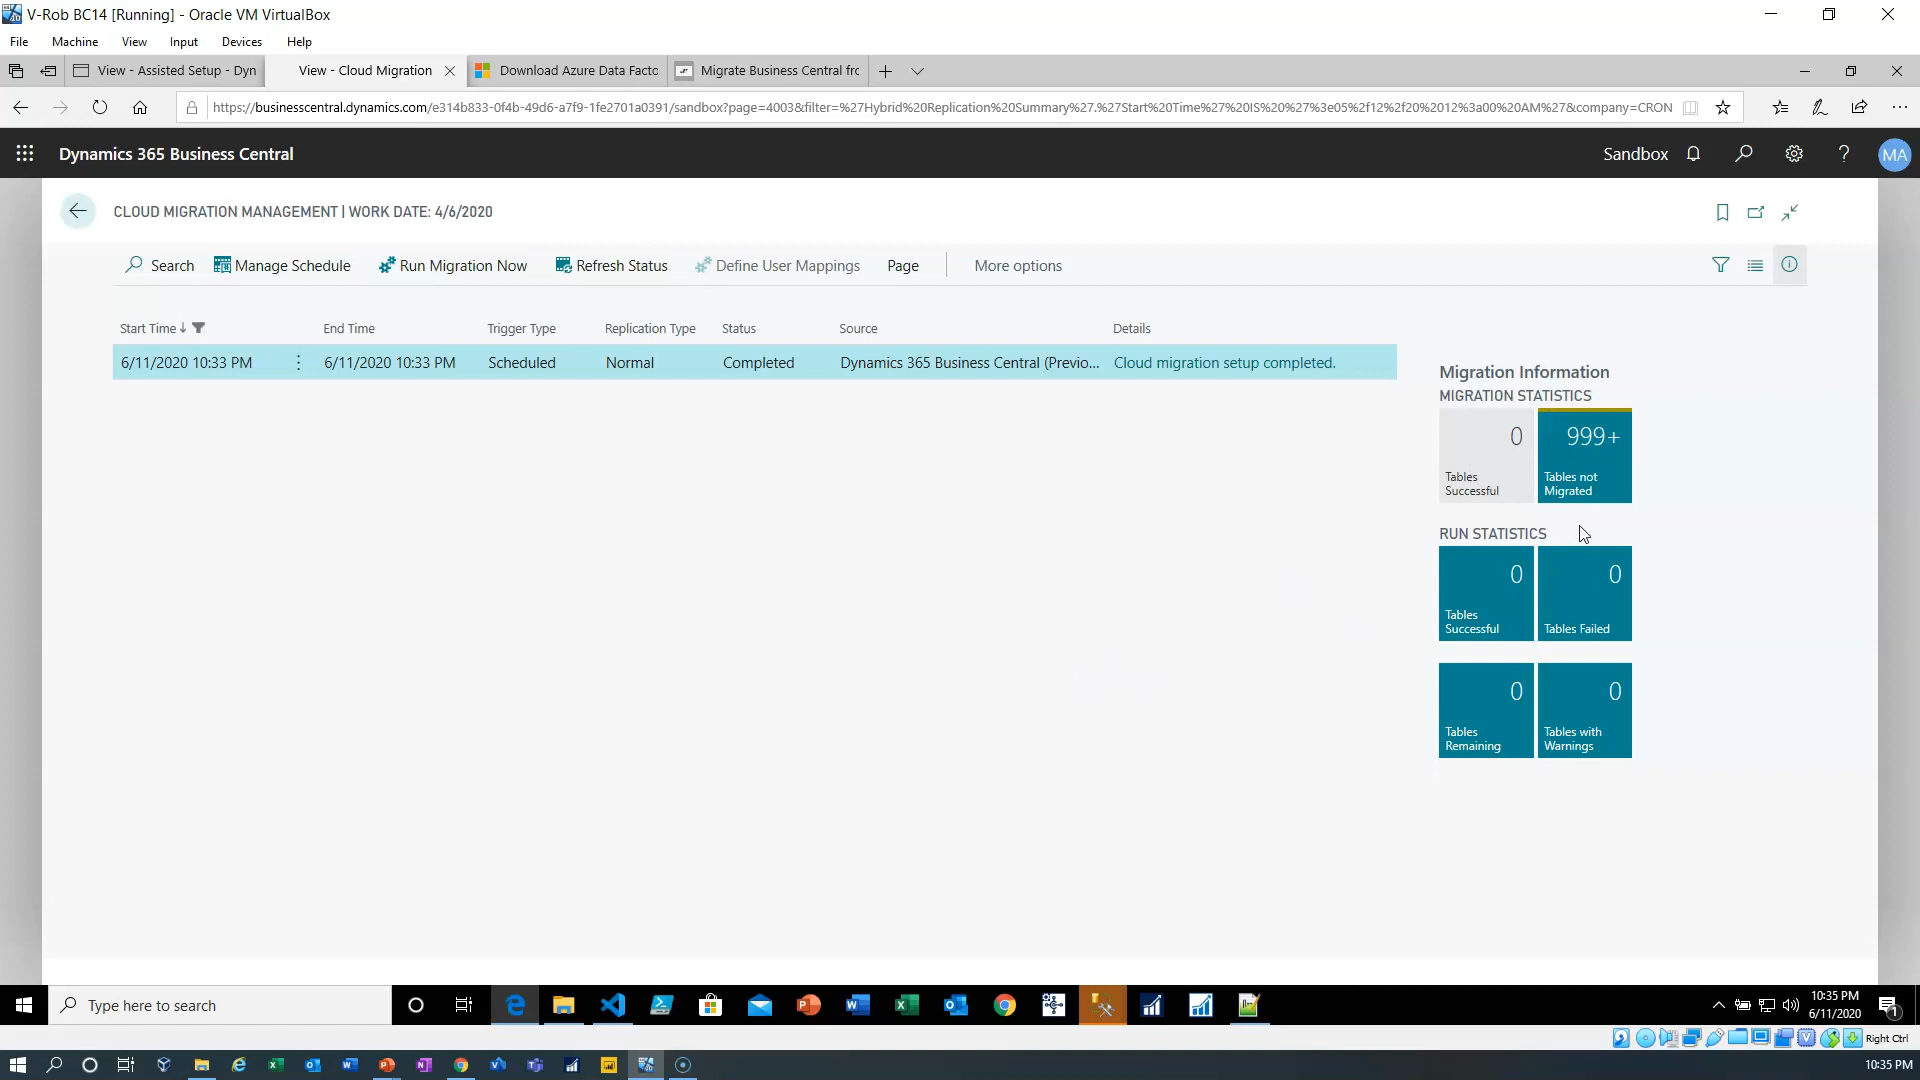 V-Rob BC14 [Running] - Oracle VM VirtualBox
File Machine View Input Devices Help
View - Assisted Setup - Dyn View - Cloud Migration Download Azure Data Facto Migrate Business Central frc
https://businesscentral.dynamics.com/e314b833-0f4b-49d6-a7f9-1fe2701a0391/sandbox?page=4003&filter=%27Hybrid%20Replication%20Summary%27.%27Start%20Time%27%20IS%20%27%3e05%2f12%2f20%2012%3a00%20AM%27&company=CRON
Dynamics 365 Business Central Sandbox MA
CLOUD MIGRATION MANAGEMENT | WORK DATE: 4/6/2020
Search Manage Schedule Run Migration Now Refresh Status Define User Mappings Page More options
Start Time End Time Trigger Type Replication Type Status Source Details
6/11/2020 10:33 PM 6/11/2020 10:33 PM Scheduled Normal Completed Dynamics 365 Business Central (Previo... Cloud migration setup completed.
Migration Information
MIGRATION STATISTICS
0 999+
Tables Tables not
Successful Migrated
RUN STATISTICS
0 0
Tables
Successful Tables Failed
0 0
Tables Tables with
Remaining Warnings
Type here to search
10:35 PM
6/11/2020
1
Right Ctrl
10:35 PM